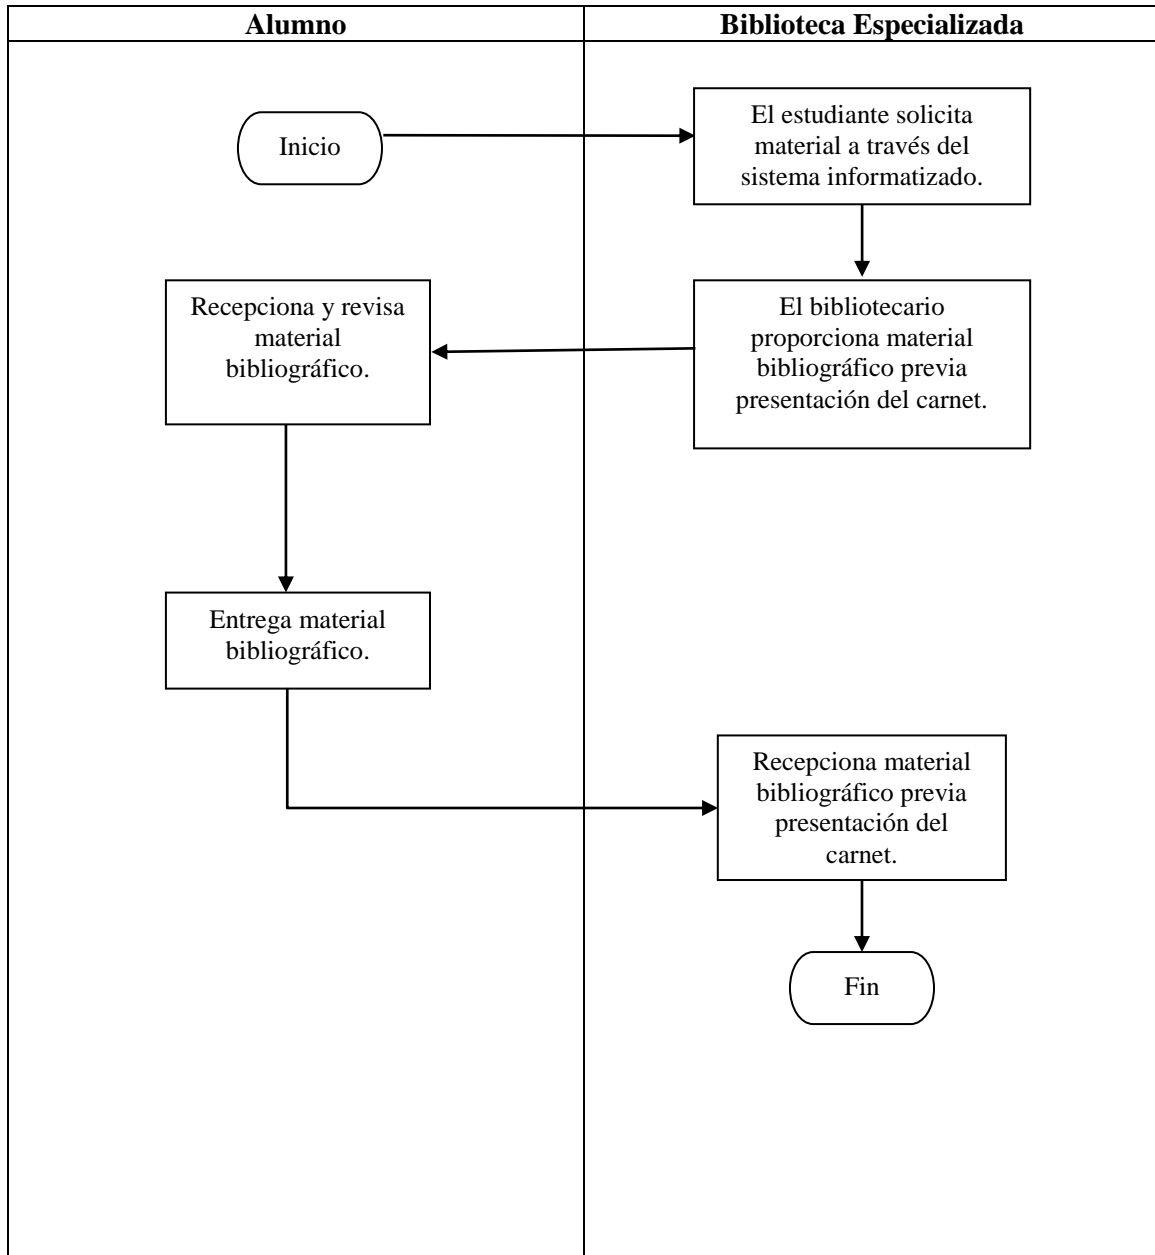 Alumno
Biblioteca Especializada
Inicio
El estudiante solicita
material a través del
sistema informatizado.
Recepciona y revisa
material
bibliográfico.
El bibliotecario
proporciona material
bibliográfico previa
presentación del carnet.
Entrega material
bibliográfico.
Recepciona material
bibliográfico previa
presentación del
carnet.
Fin